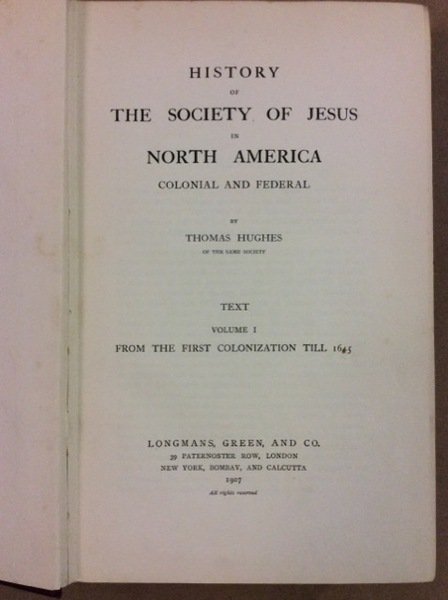 HISTORY
OF
THE SOCIETY OF JESUS
IN
NORTH AMERICA
COLONIAL AND FEDERAL
BY
THOMAS HUGHES
OF THE SAME SOCIETY
TEXT
VOLUME I
FROM THE FIRST COLONIZATION TILL 1645
LONGMANS, GREEN, AND CO.
39 PATERNOSTER ROW, LONDON
NEW YORK, BOMBAY, AND CALCUTTA
1907
All rights reserved